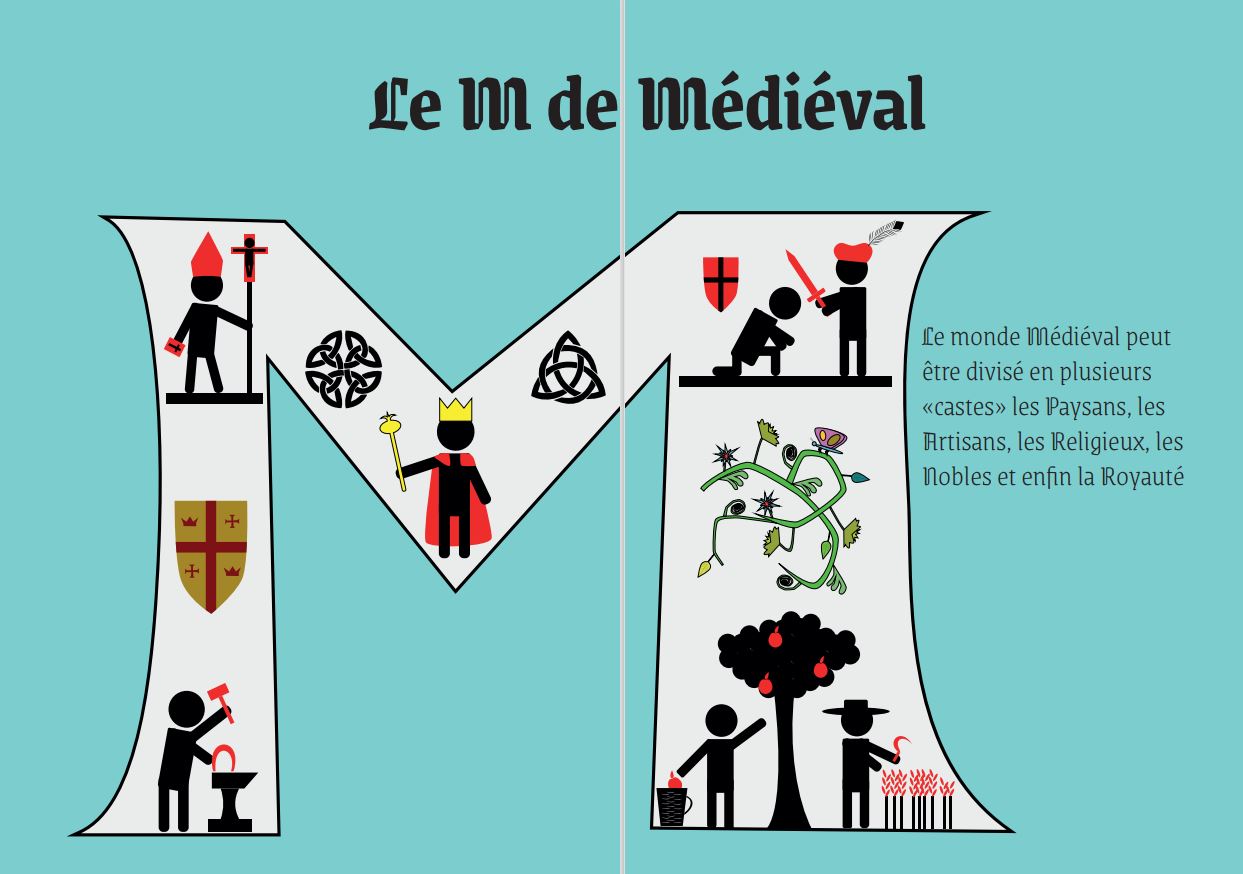 Le M de Médiéval
Le monde Médiéval peut
être divisé en plusieurs
«castes» les Paysans, les
Artisans, les Religieux, les
Nobles et enfin la Royauté